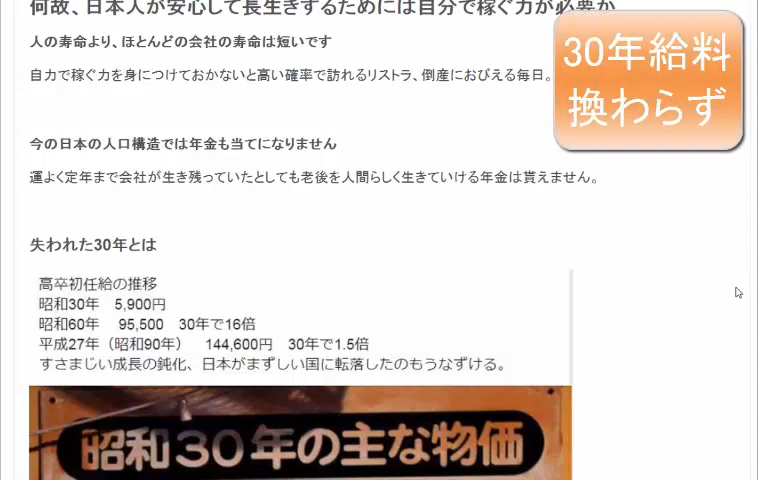 何故、日本人が安心して長生きするためには自分で稼ぐ力が必要か
人の寿命より、ほとんどの会社の寿命は短いです
自力で稼ぐ力を身につけておかないと高い確率で訪れるリストラ、倒産におびえる毎日。
30年給料
換わらず
今の日本の人口構造では年金も当てになりません
運よく定年まで会社が生き残っていたとしても老後を人間らしく生きていける年金は貰えません。
失われた30年とは
高卒初任給の推移
昭和30年 5,900円
昭和60年 95,500 30年で16倍
平成27年（昭和90年） 144,600円 30年で1.5倍
すさまじい成長の鈍化、日本がまずしい国に転落したのもうなずける。
昭和30年の主な物価